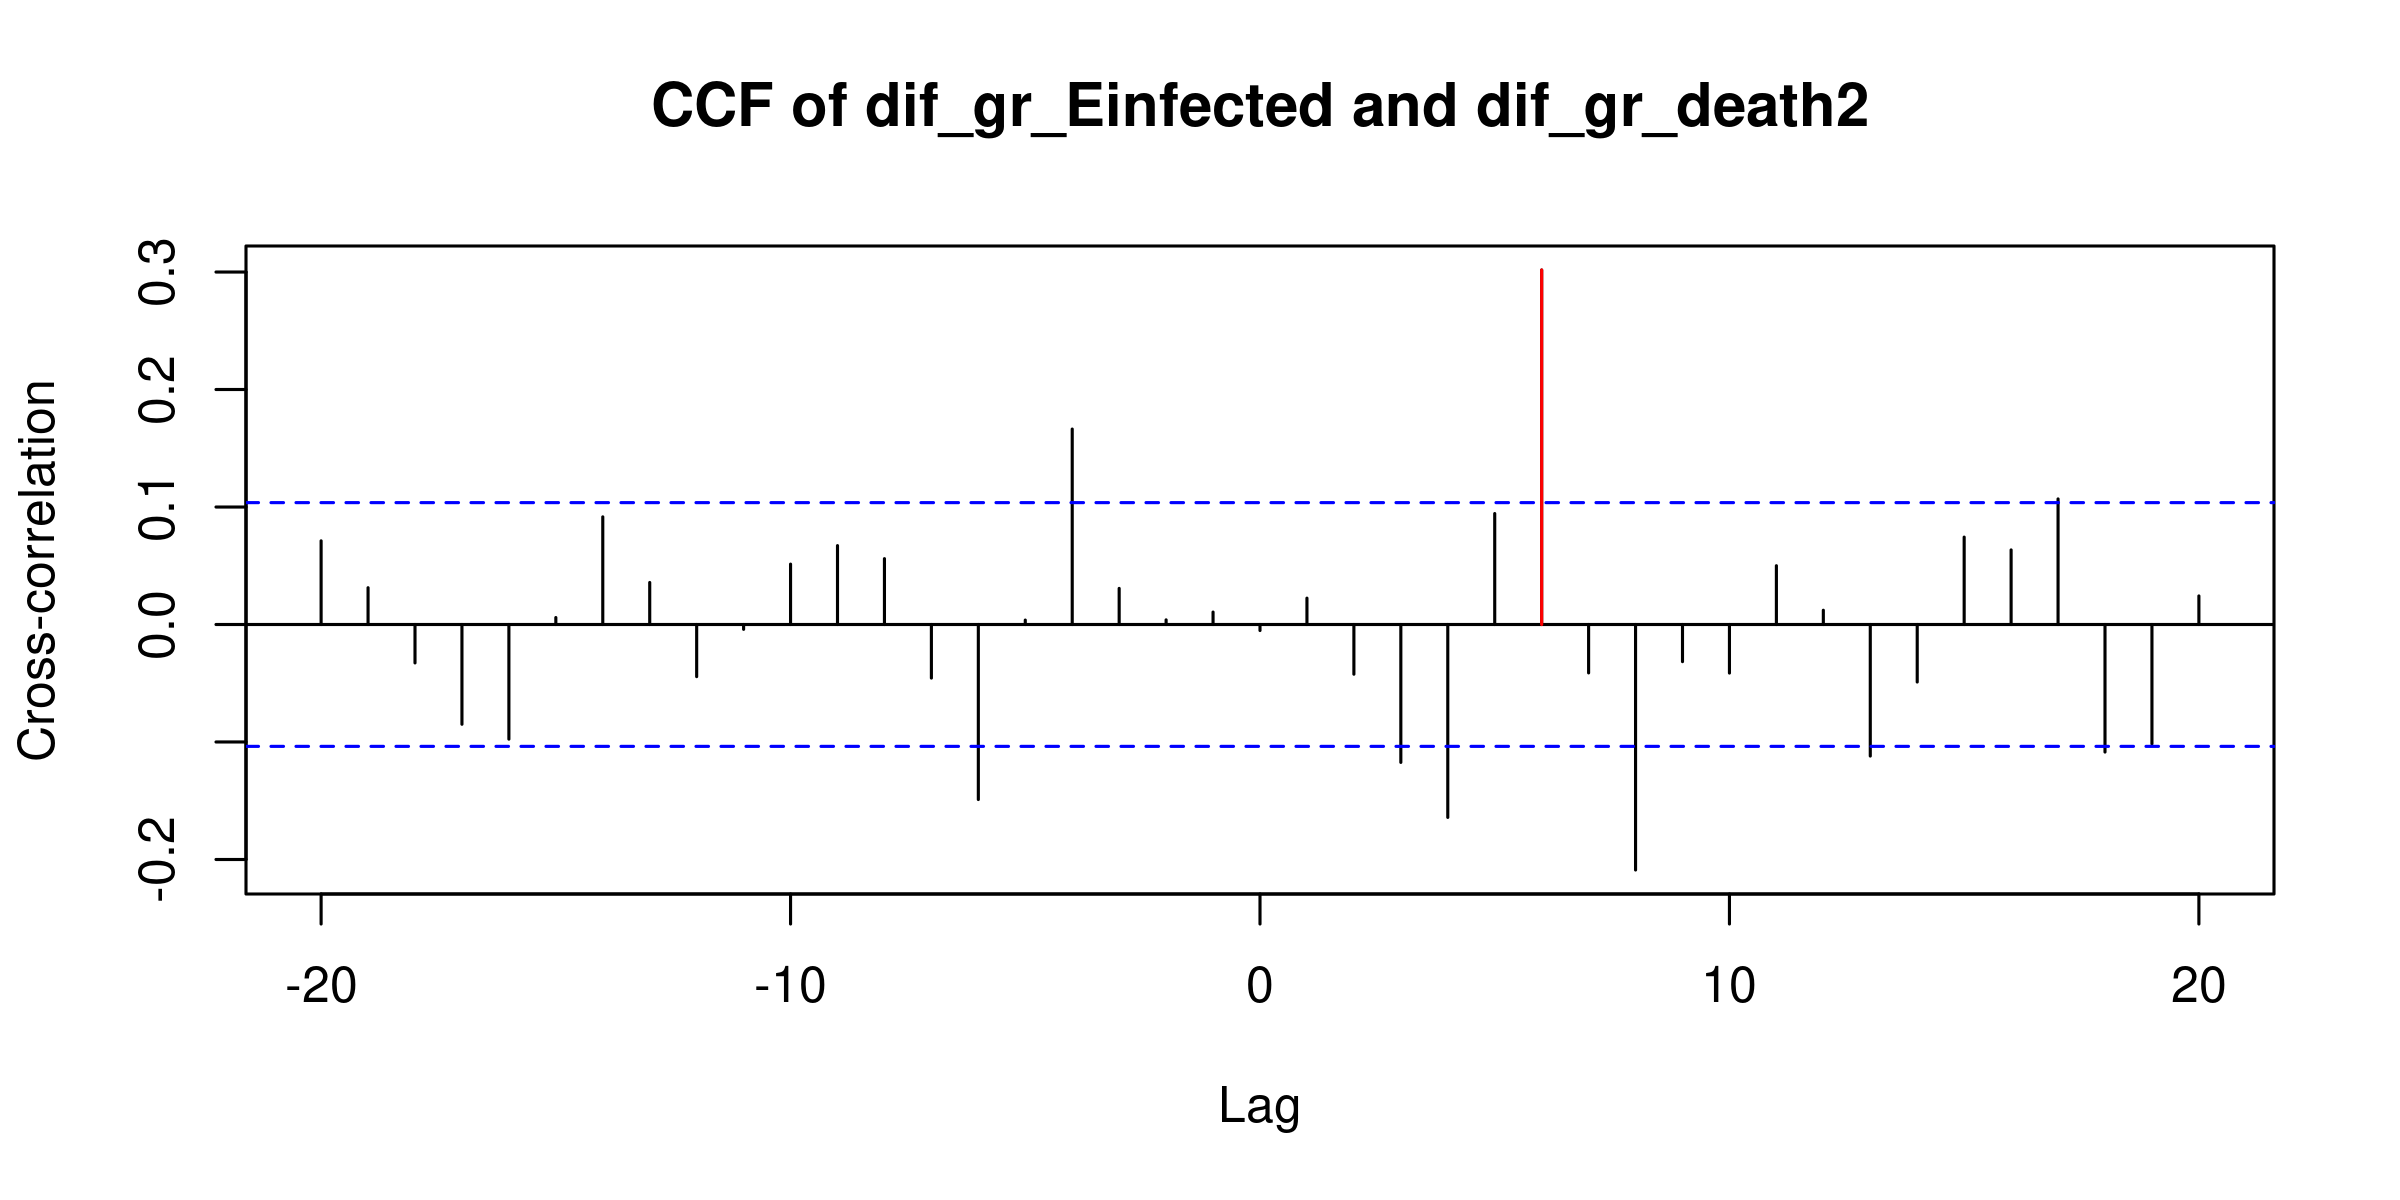 CCF of dif_gr_Einfected and dif_gr_death2
Cross-correlation
0.3
0.2
0.1
0.0
-0.2
-20 -10 0 10 20
Lag